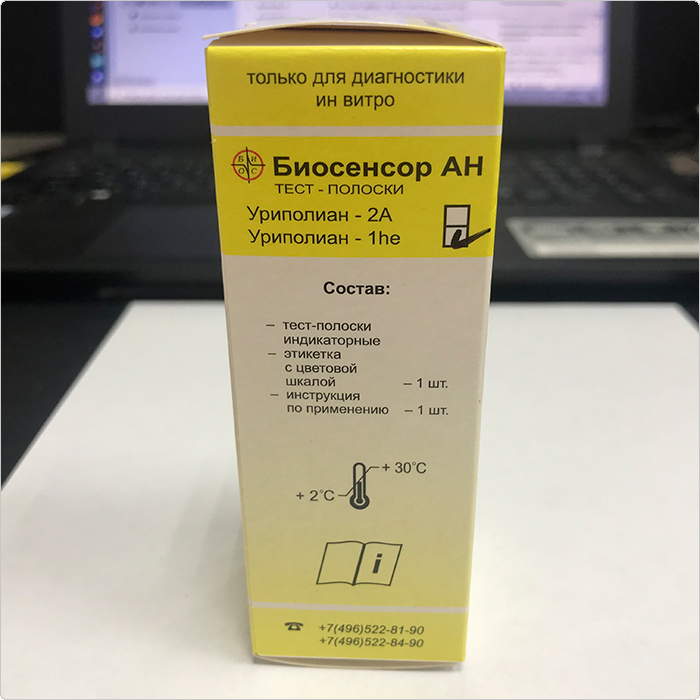 только для диагностики
ин витро
БИОС
Биосенсор АН
ТЕСТ - ПОЛОСКИ
Уриполиан - 2А
Уриполиан - 1he
Состав:
– тест-полоски
индикаторные
– этикетка
с цветовой
шкалой – 1 шт.
– инструкция
по применению – 1 шт.
+ 30°C
+ 2°C
i
☎ +7(496)522-81-90
+7(496)522-84-90